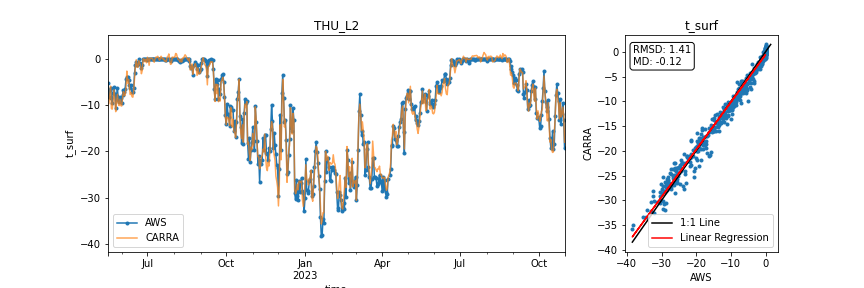 THU_L2
t_surf
0
−10
−20
−30
−40
t_surf
AWS
CARRA
Jul
Oct
Jan
2023
Apr
Jul
Oct
time
t_surf
0
−5
−10
−15
−20
−25
−30
−35
−40
CARRA
RMSD: 1.41
MD: -0.12
1:1 Line
Linear Regression
−40
−30
−20
−10
0
AWS